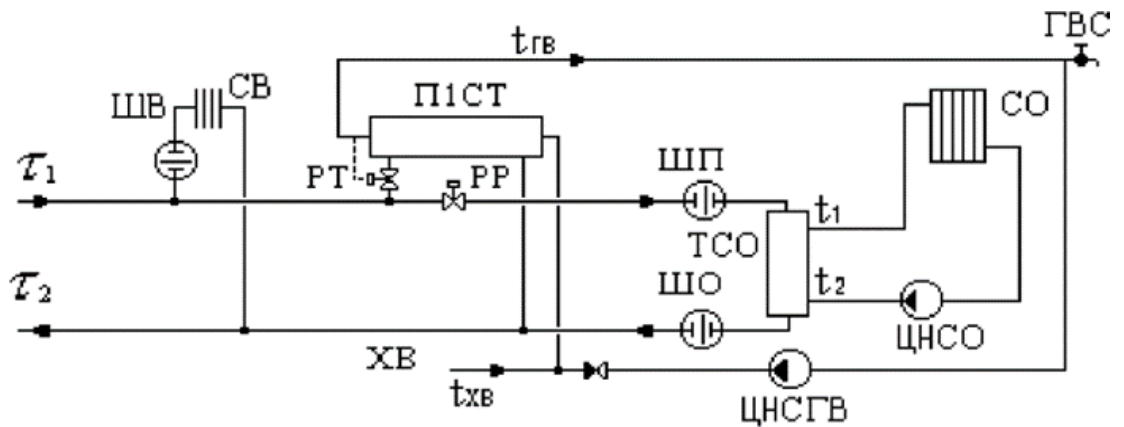 ГВС
tГВ
СВ
П1СТ
СО
ШВ
ШП
РТ
РР
τ1
t1
ТСО
ШО
t2
τ2
ЦНСО
ХВ
tХВ
ЦНСГВ